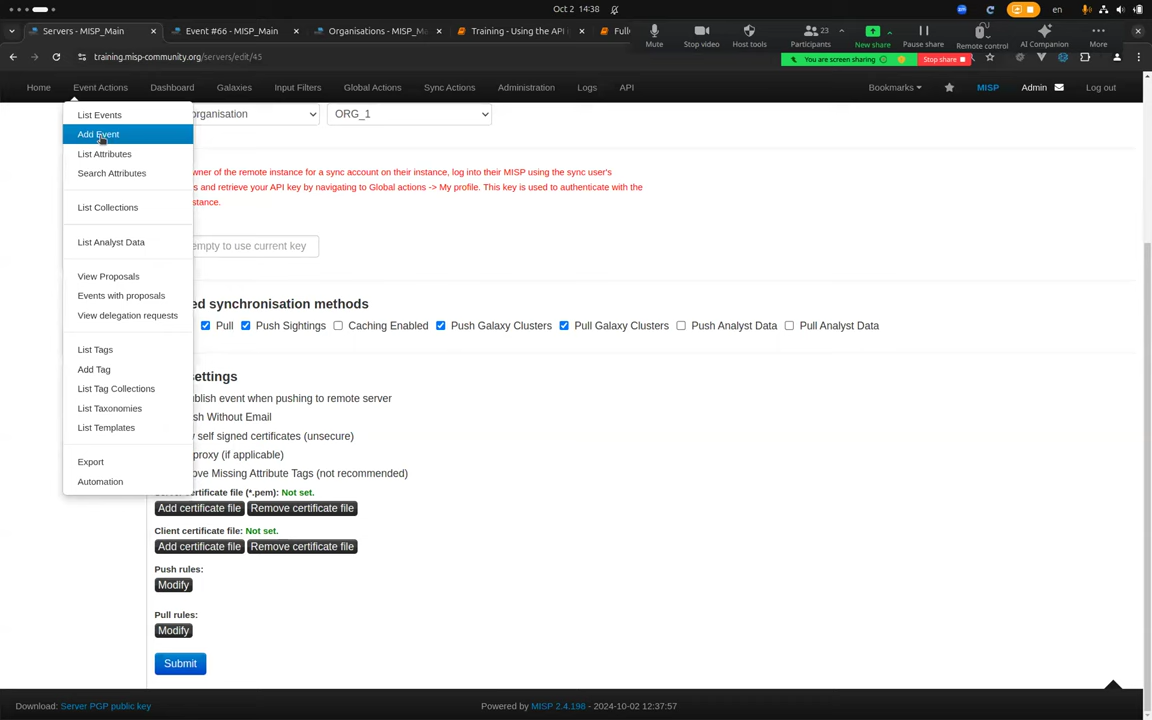 Oct 2 14:38
en
Servers - MISP_Main
Event #66 - MISP_Main
Organisations - MISP_M
Training - Using the API
Full
Mute
Stop video
Host tools
Participants
23
New share
Pause share
Remote control
AI Companion
More
You are screen sharing
Stop share
training.misp-community.org/servers/edit/45
Home
Event Actions
Dashboard
Galaxies
Input Filters
Global Actions
Sync Actions
Administration
Logs
API
Bookmarks
MISP
Admin
Log out
List Events
Add Event
List Attributes
Search Attributes
List Collections
List Analyst Data
View Proposals
Events with proposals
View delegation requests
List Tags
Add Tag
List Tag Collections
List Taxonomies
List Templates
Export
Automation
organisation
ORG_1
wner of the remote instance for a sync account on their instance, log into their MISP using the sync user's
s and retrieve your API key by navigating to Global actions -> My profile. This key is used to authenticate with the
stance.
empty to use current key
ed synchronisation methods
Pull
Push Sightings
Caching Enabled
Push Galaxy Clusters
Pull Galaxy Clusters
Push Analyst Data
Pull Analyst Data
settings
blish event when pushing to remote server
sh Without Email
self signed certificates (unsecure)
proxy (if applicable)
ove Missing Attribute Tags (not recommended)
Server certificate file (*.pem): Not set.
Add certificate file
Remove certificate file
Client certificate file: Not set.
Add certificate file
Remove certificate file
Push rules:
Modify
Pull rules:
Modify
Submit
Download: Server PGP public key
Powered by MISP 2.4.198 - 2024-10-02 12:37:57